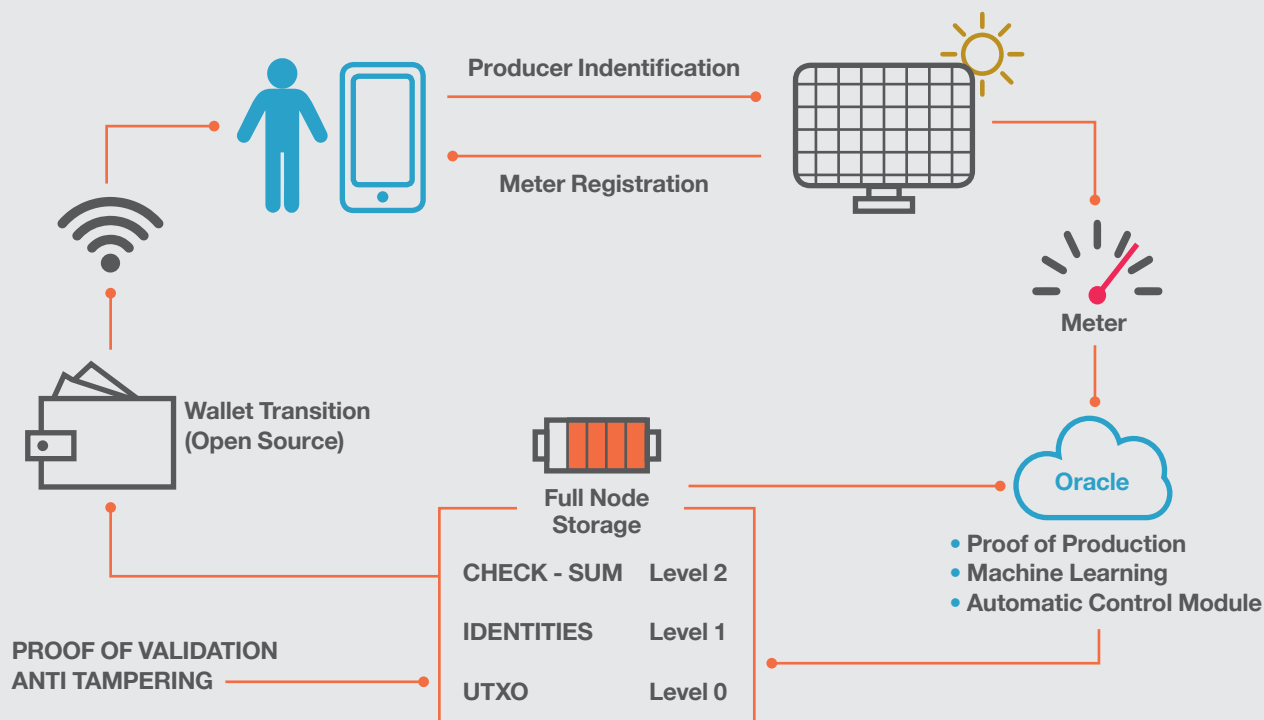 Producer Indentification
Meter Registration
Meter
Wallet Transition
(Open Source)
Full Node
Storage
Oracle
• Proof of Production
• Machine Learning
• Automatic Control Module
CHECK - SUM Level 2
IDENTITIES Level 1
UTXO Level 0
PROOF OF VALIDATION
ANTI TAMPERING